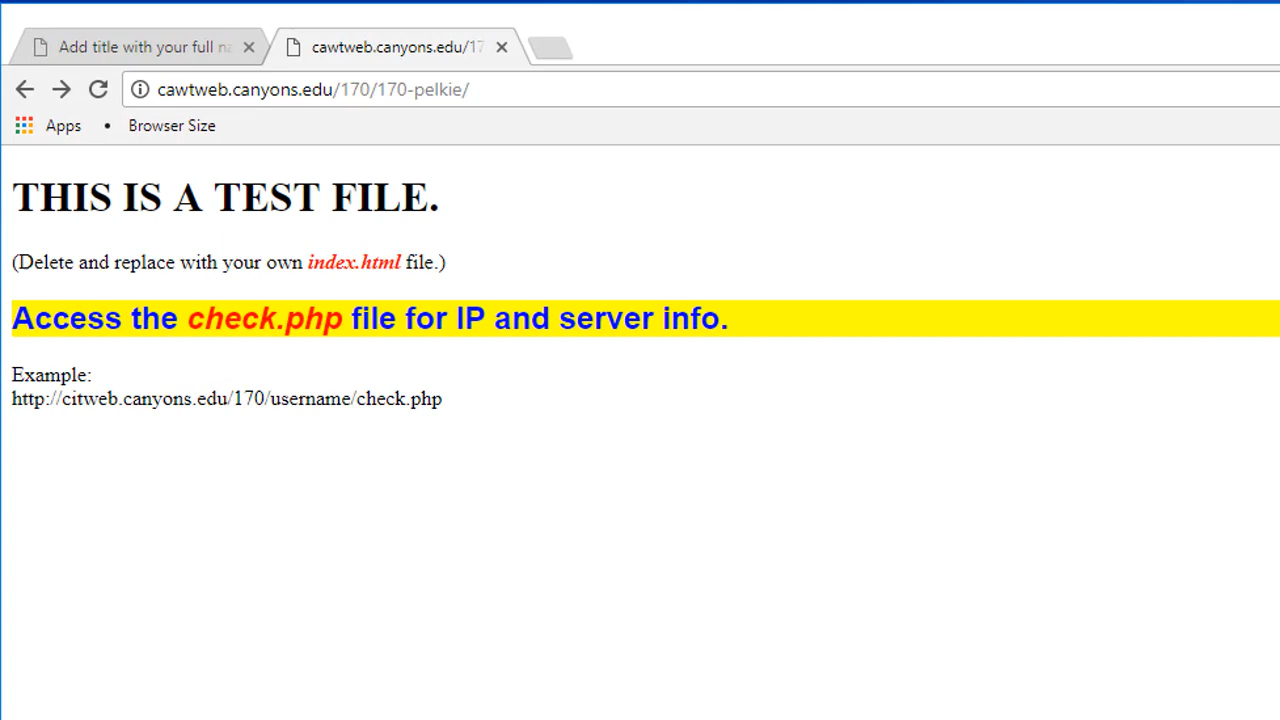 Add title with your full na
cawtweb.canyons.edu/17
cawtweb.canyons.edu/170/170-pelkie/
Apps • Browser Size
THIS IS A TEST FILE.
(Delete and replace with your own index.html file.)
Access the check.php file for IP and server info.
Example:
http://citweb.canyons.edu/170/username/check.php